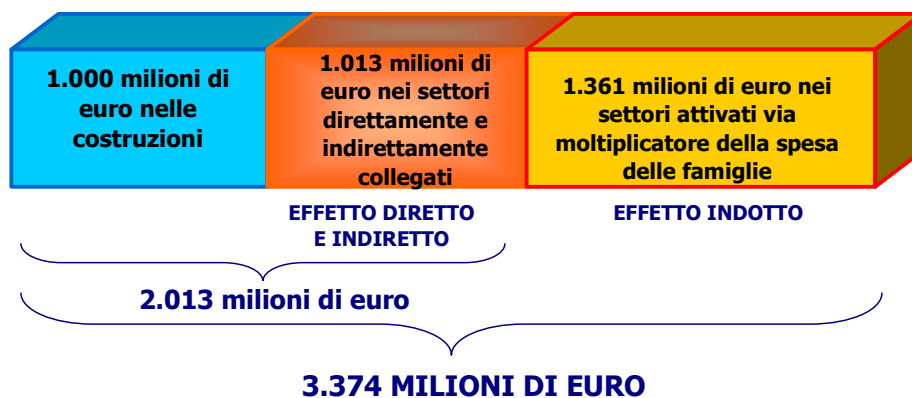 1.000 milioni di
euro nelle
costruzioni
1.013 milioni di
euro nei settori
direttamente e
indirettamente
collegati
1.361 milioni di euro nei
settori attivati via
moltiplicatore della spesa
delle famiglie
EFFETTO DIRETTO
E INDIRETTO
EFFETTO INDOTTO
2.013 milioni di euro
3.374 MILIONI DI EURO